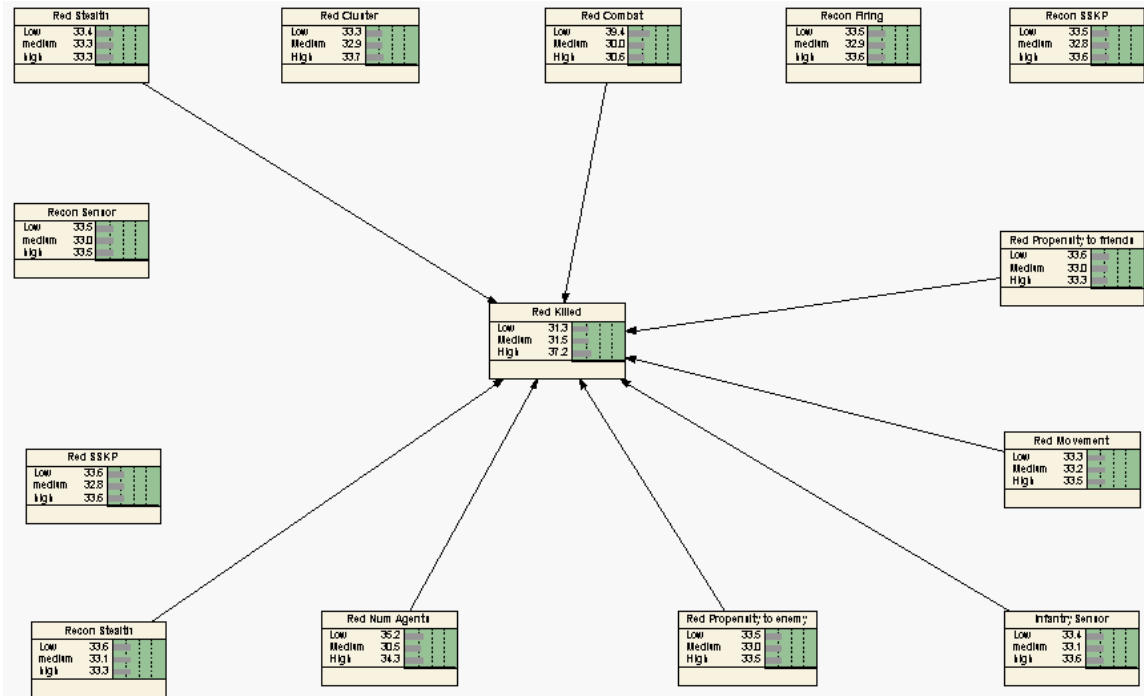 Red Stealth
Low 33.4
medium 33.3
high 33.3
Red Cluster
Low 33.3
Medium 32.9
High 33.7
Red Combat
Low 39.4
Medium 30.0
High 30.6
Recon Firing
Low 33.5
medium 32.9
high 33.6
Recon SSKP
Low 33.5
medium 32.8
high 33.6
Recon Sensor
Low 33.5
medium 33.0
high 33.5
Red Propensity to friends
Low 33.6
Medium 33.0
High 33.3
Red Killed
Low 31.3
Medium 31.5
High 37.2
Red SSKP
Low 33.6
medium 32.8
high 33.6
Red Movement
Low 33.3
Medium 33.2
High 33.5
Recon Stealth
Low 33.6
medium 33.1
high 33.3
Red Num Agents
Low 35.2
Medium 30.5
High 34.3
Red Propensity to enemy
Low 33.5
Medium 33.0
High 33.5
Infantry Sensor
Low 33.4
medium 33.1
high 33.6